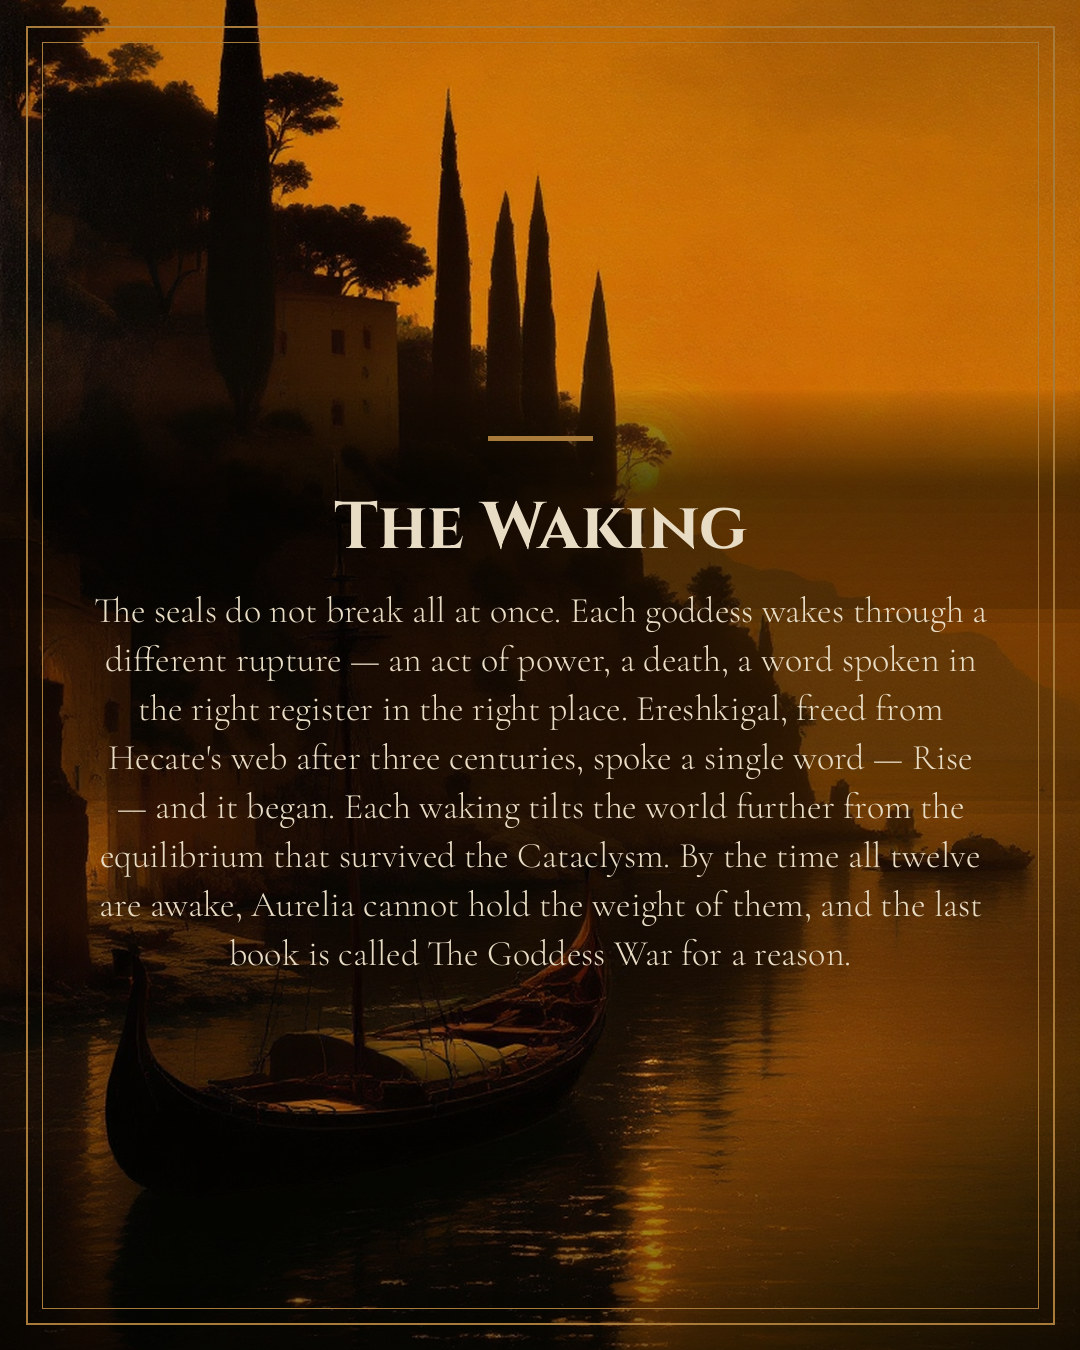 The Waking
The seals do not break all at once. Each goddess wakes through a
different rupture — an act of power, a death, a word spoken in
the right register in the right place. Ereshkigal, freed from
Hecate's web after three centuries, spoke a single word — Rise
— and it began. Each waking tilts the world further from the
equilibrium that survived the Cataclysm. By the time all twelve
are awake, Aurelia cannot hold the weight of them, and the last
book is called The Goddess War for a reason.